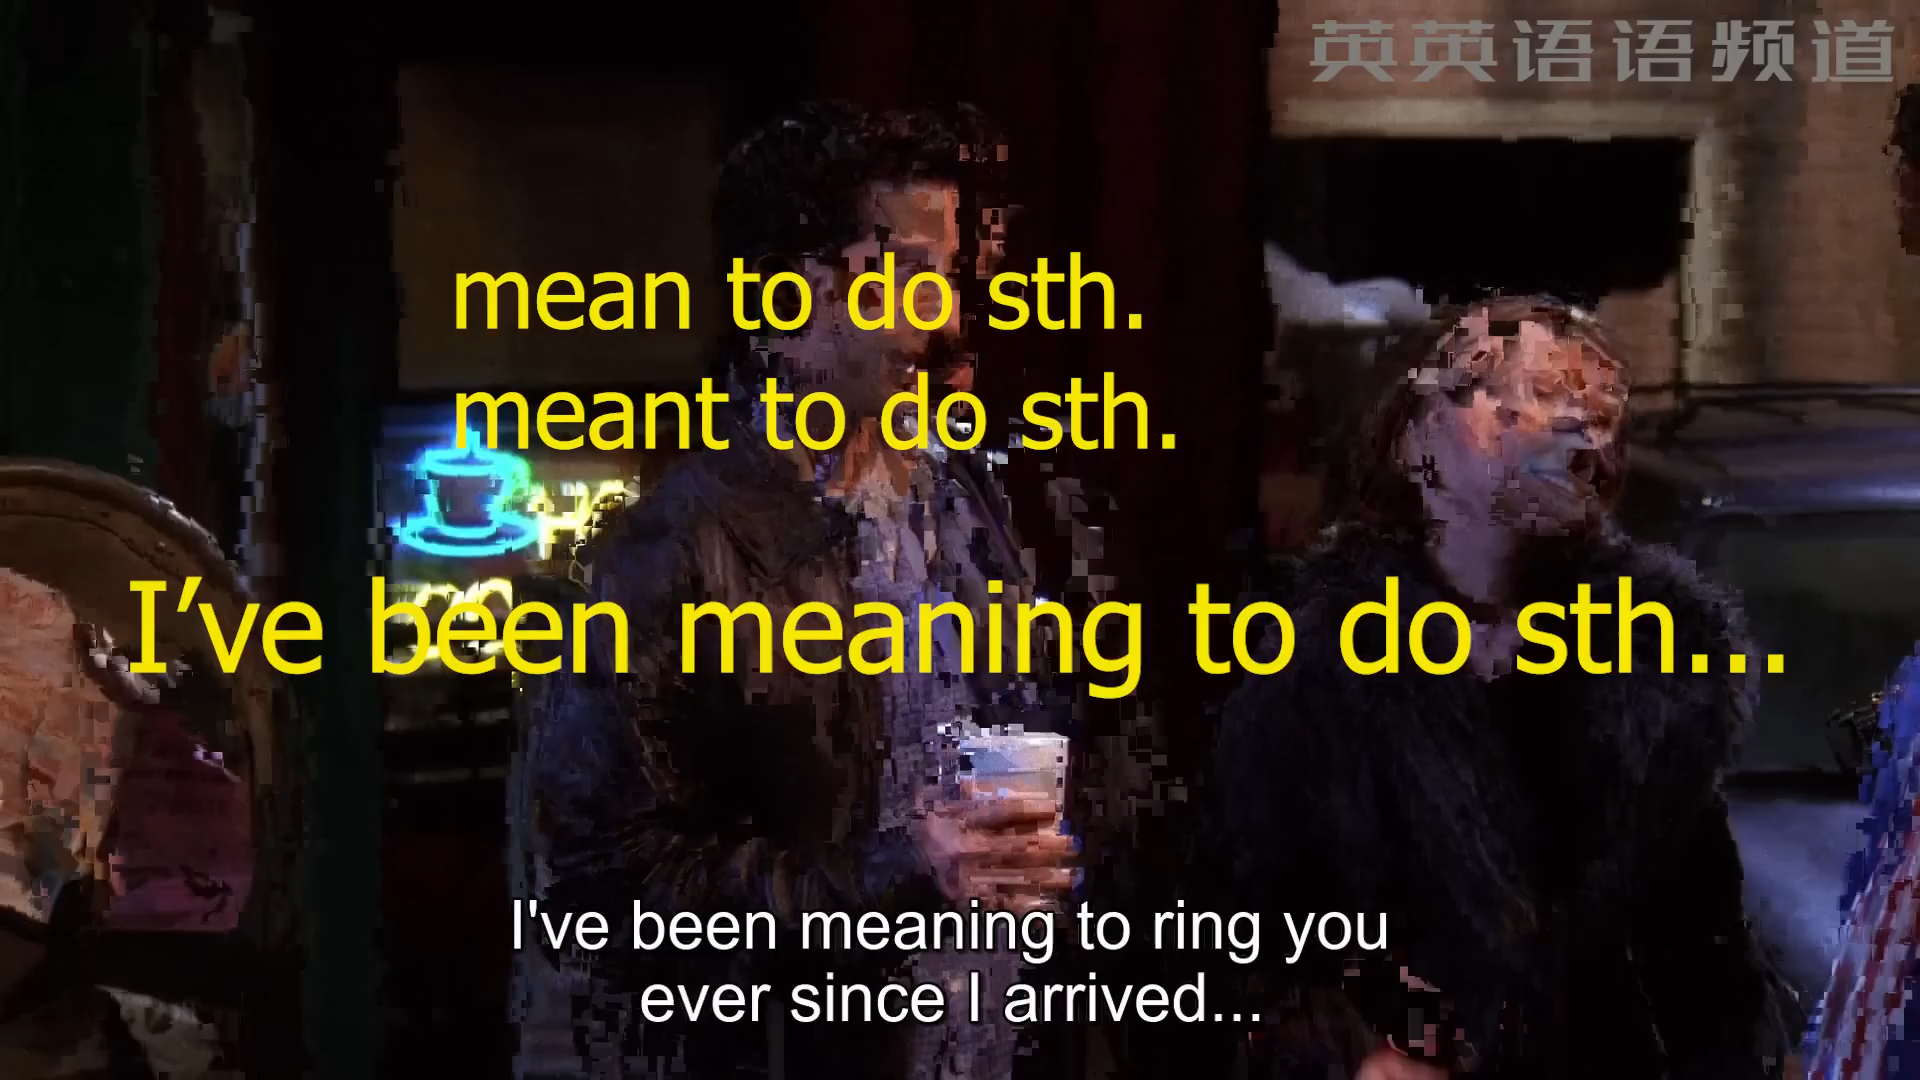 英英语语频道
mean to do sth.
meant to do sth.
I've been meaning to do sth...
I've been meaning to ring you
ever since I arrived...